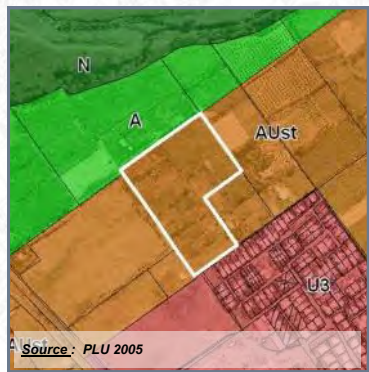 N
A
AUst
U3
AUst
Source : PLU 2005